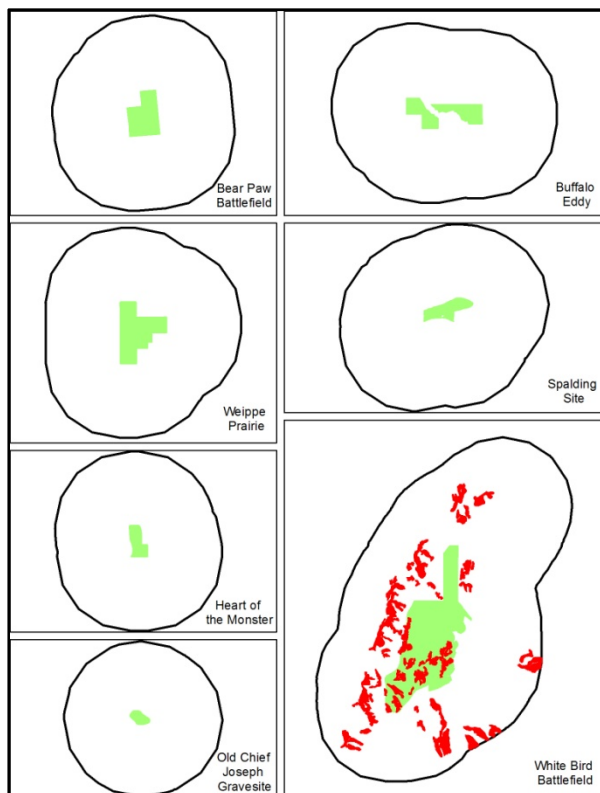 Bear Paw
Battlefield
Buffalo
Eddy
Weippe
Prairie
Spalding
Site
Heart of
the Monster
Old Chief
Joseph
Gravesite
White Bird
Battlefield